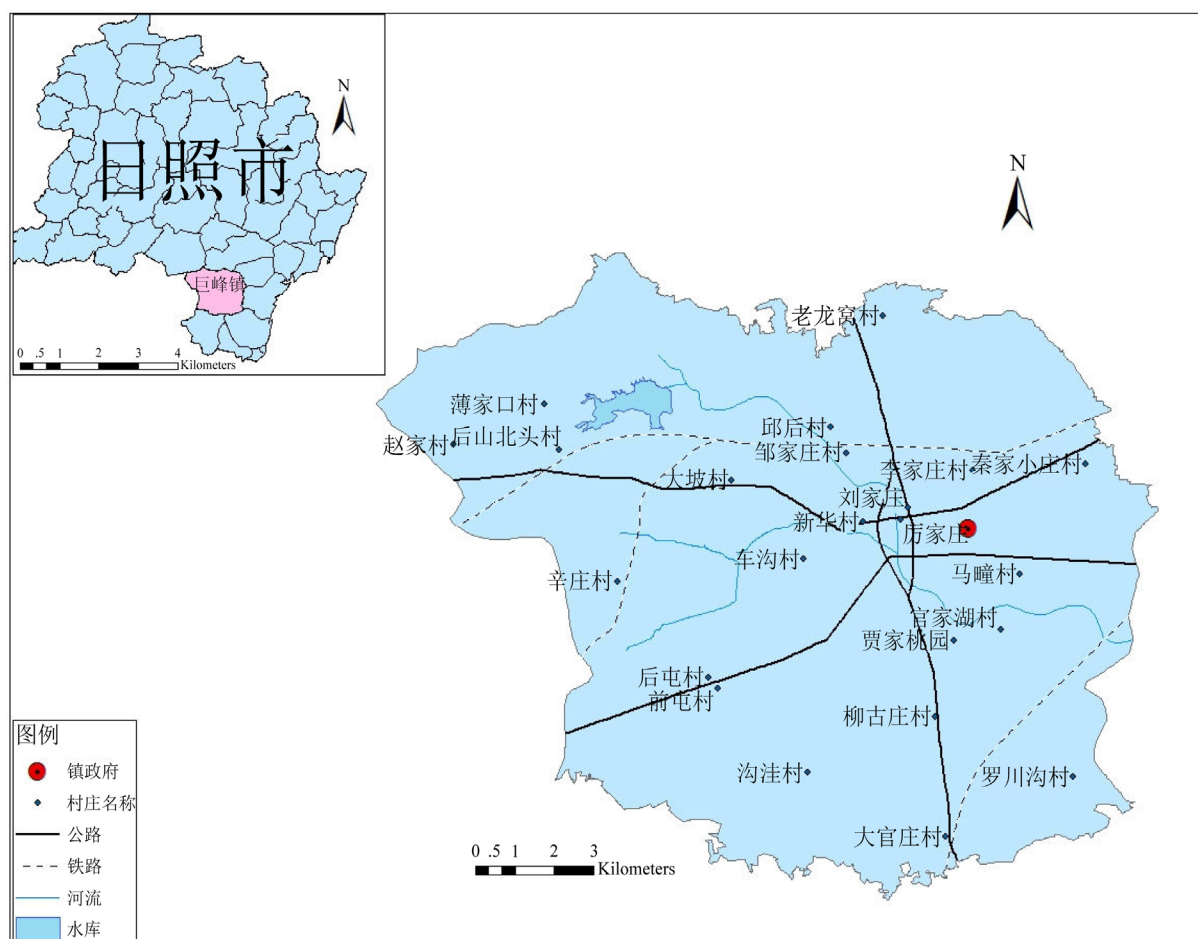 N
日照市
巨峰镇
0 .5 1 2 3 4
Kilometers
N
老龙窝村
薄家口村
后山北头村
赵家村
邱后村
邹家庄村
大坡村
李家庄村
秦家小庄村
刘家庄
新华村
厉家庄
车沟村
马疃村
辛庄村
官家湖村
贾家桃园
后屯村
前屯村
柳古庄村
沟洼村
罗川沟村
大官庄村
0 .5 1 2 3
Kilometers
图例
镇政府
村庄名称
公路
铁路
河流
水库